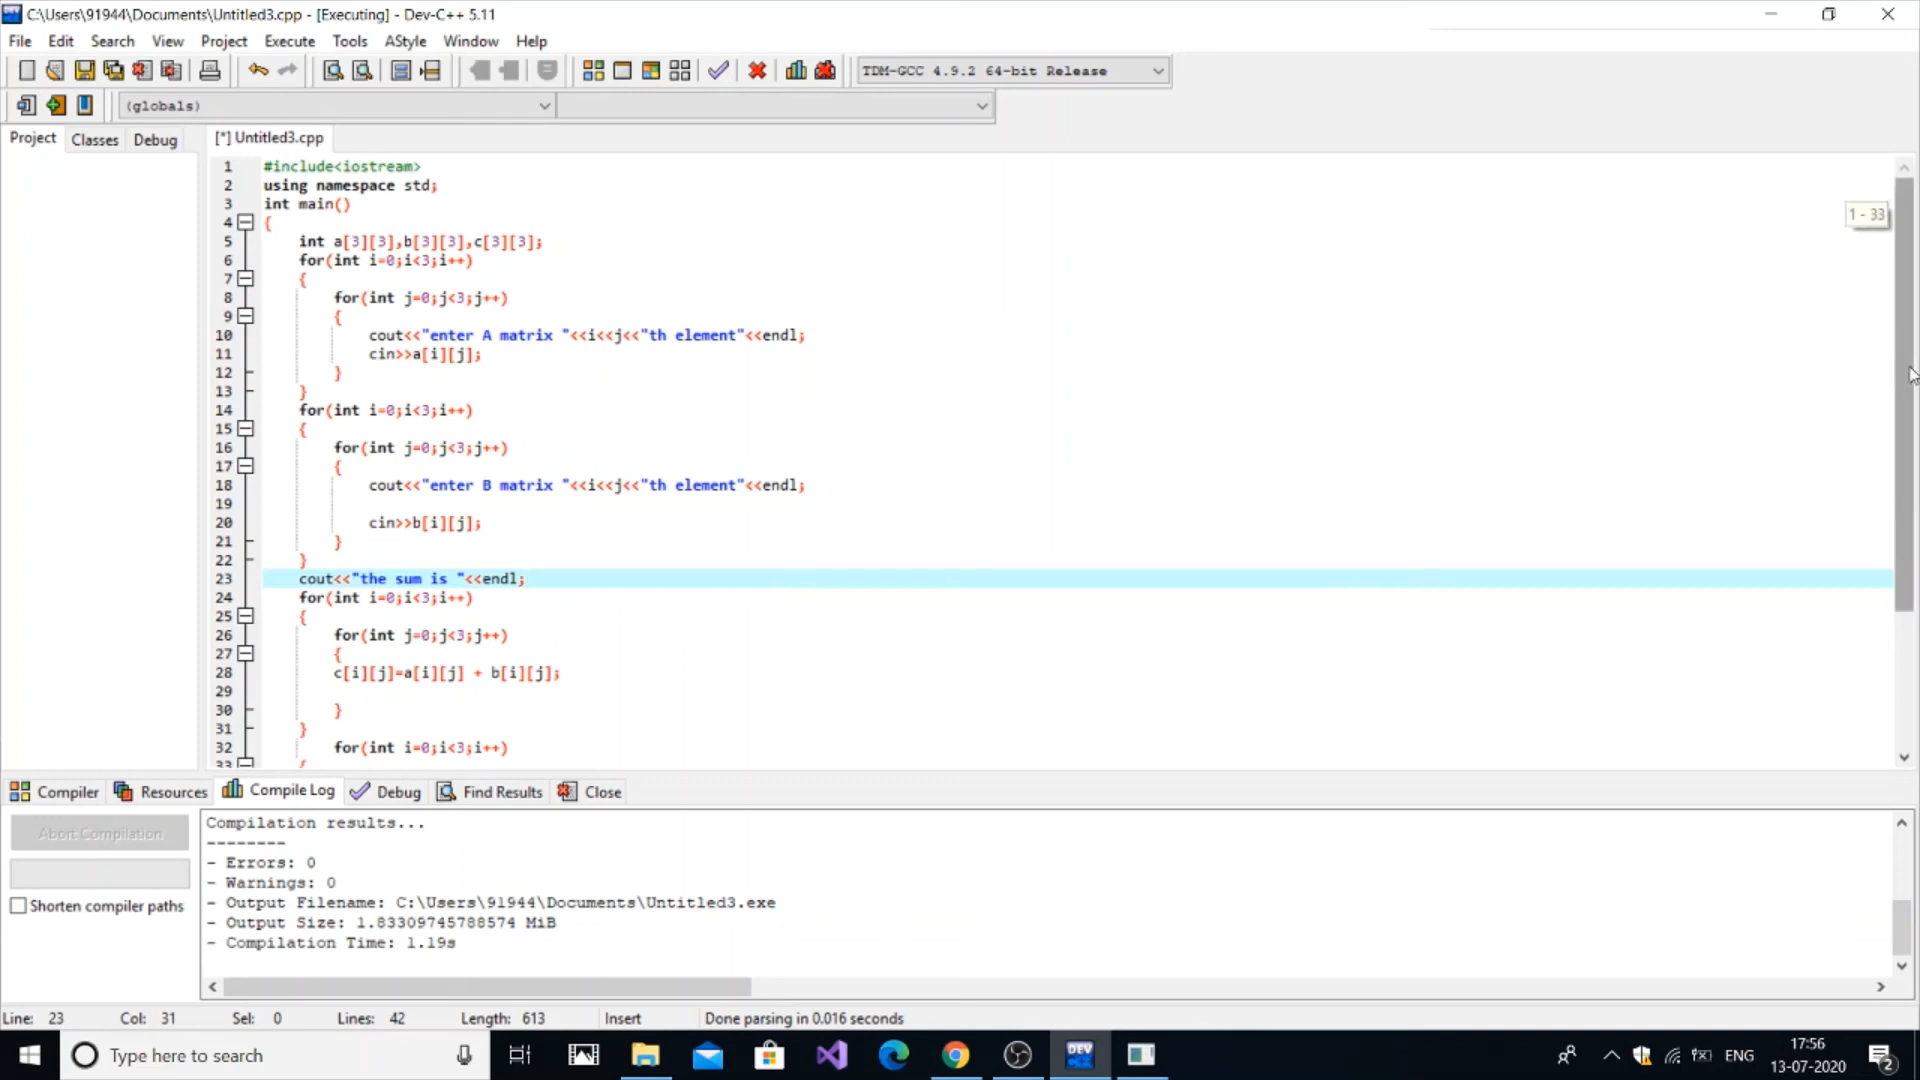 C:\Users\91944\Documents\Untitled3.cpp - [Executing] - Dev-C++ 5.11
File Edit Search View Project Execute Tools AStyle Window Help
TDM-GCC 4.9.2 64-bit Release
(globals)
Project Classes Debug [*] Untitled3.cpp
1 #include<iostream>
2 using namespace std;
3 int main()
4 {
5 int a[3][3],b[3][3],c[3][3];
6 for(int i=0;i<3;i++)
7 {
8 for(int j=0;j<3;j++)
9 {
10 cout<<"enter A matrix "<<i<<j<<"th element"<<endl;
11 cin>>a[i][j];
12 }
13 }
14 for(int i=0;i<3;i++)
15 {
16 for(int j=0;j<3;j++)
17 {
18 cout<<"enter B matrix "<<i<<j<<"th element"<<endl;
19
20 cin>>b[i][j];
21 }
22 }
23 cout<<"the sum is "<<endl;
24 for(int i=0;i<3;i++)
25 {
26 for(int j=0;j<3;j++)
27 {
28 c[i][j]=a[i][j] + b[i][j];
29
30 }
31 }
32 for(int i=0;i<3;i++)
33 {
1 - 33
Compiler Resources Compile Log Debug Find Results Close
Abort Compilation
Shorten compiler paths
Compilation results...
--------
- Errors: 0
- Warnings: 0
- Output Filename: C:\Users\91944\Documents\Untitled3.exe
- Output Size: 1.83309745788574 MiB
- Compilation Time: 1.19s
Line: 23 Col: 31 Sel: 0 Lines: 42 Length: 613 Insert Done parsing in 0.016 seconds
Type here to search
DEV
ENG
17:56
13-07-2020
2